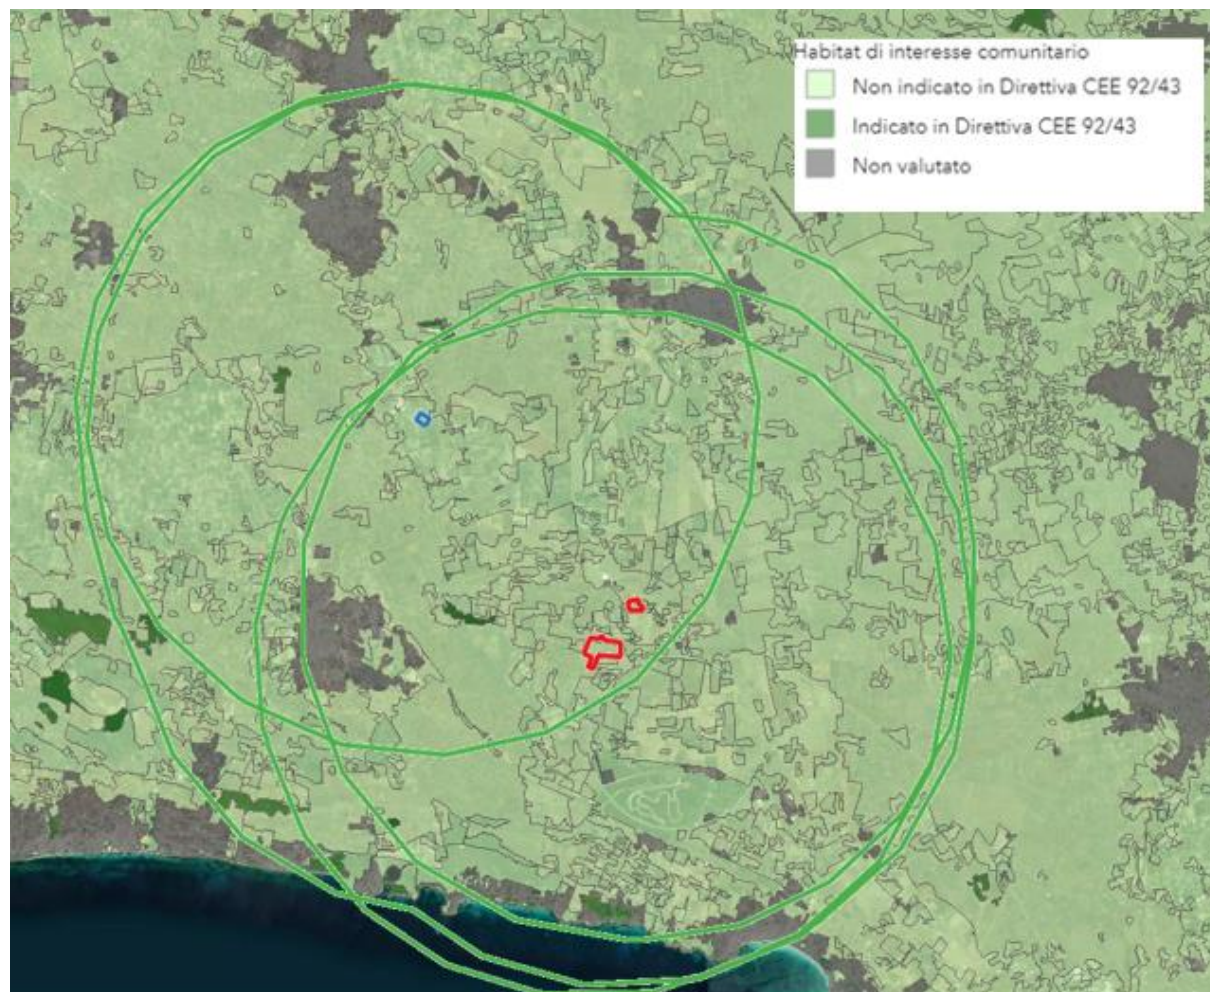 Habitat di interesse comunitario
Non indicato in Direttiva CEE 92/43
Indicato in Direttiva CEE 92/43
Non valutato